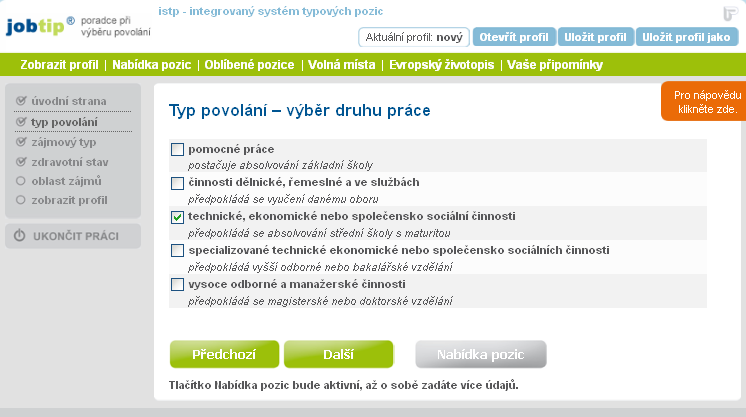 istp - integrovaný systém typových pozic
jobtip® poradce při
výběru povolání
Aktuální profil: nový Otevřít profil Uložit profil Uložit profil jako
Zobrazit profil | Nabídka pozic | Oblíbené pozice | Volná místa | Evropský životopis | Vaše připomínky
úvodní strana
typ povolání
zájmový typ
zdravotní stav
oblast zájmů
zobrazit profil
UKONČIT PRÁCI
Pro nápovědu
klikněte zde.
Typ povolání – výběr druhu práce
pomocné práce
postačuje absolvování základní školy
činnosti dělnické, řemeslné a ve službách
předpokládá se vyučení danému oboru
technické, ekonomické nebo společensko sociální činnosti
předpokládá se absolvování střední školy s maturitou
specializované technické ekonomické nebo společensko sociálních činností
předpokládá vyšší odborné nebo bakalářské vzdělání
vysoce odborné a manažerské činnosti
předpokládá se magisterské nebo doktorské vzdělání
Předchozí Další Nabídka pozic
Tlačítko Nabídka pozic bude aktivní, až o sobě zadáte více údajů.